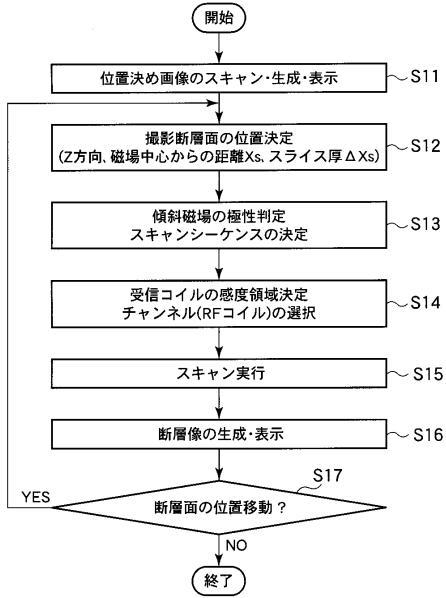 開始
位置決め画像のスキャン・生成・表示
S11
撮影断層面の位置決定
(Z方向、磁場中心からの距離Xs、スライス厚ΔXs)
S12
傾斜磁場の極性判定
スキャンシーケンスの決定
S13
受信コイルの感度領域決定
チャンネル(RFコイル)の選択
S14
スキャン実行
S15
断層像の生成・表示
S16
S17
断層面の位置移動?
YES
NO
終了